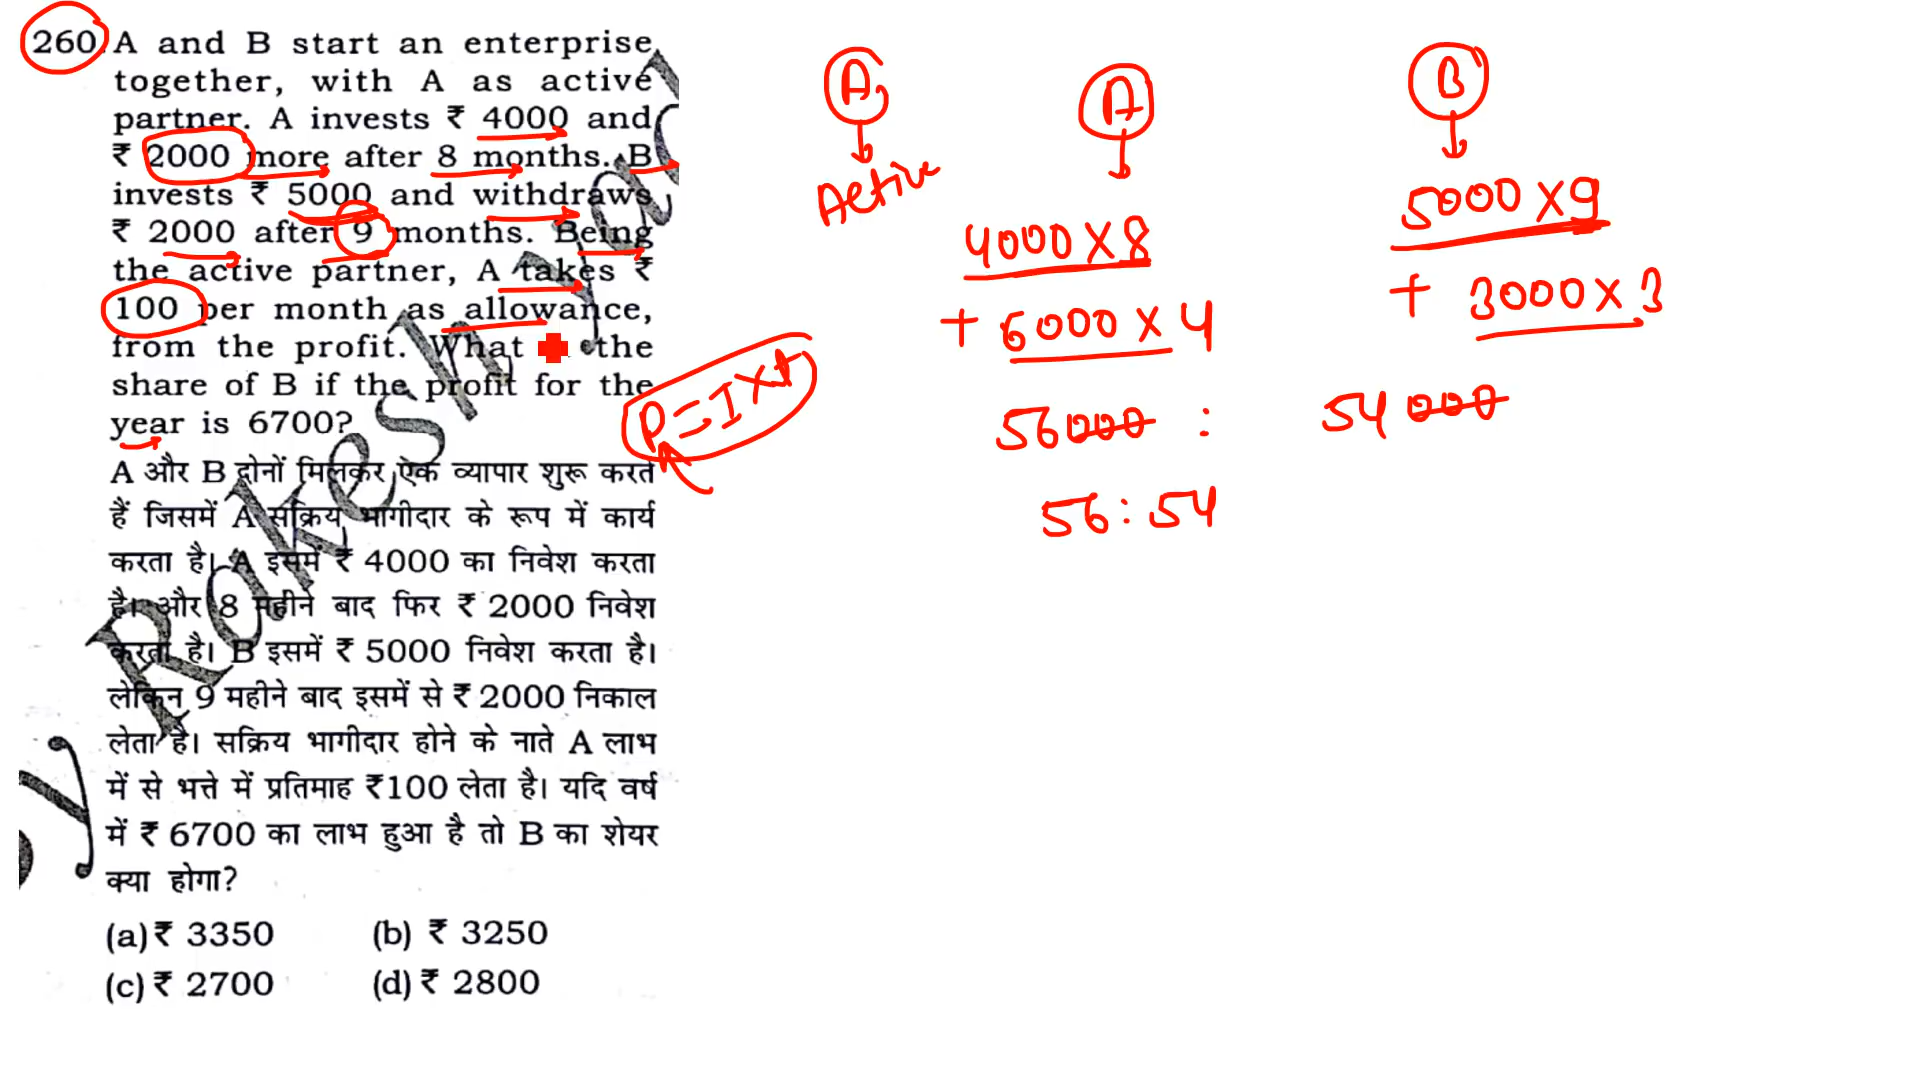 260. A and B start an enterprise
together, with A as active
partner. A invests ₹ 4000 and
₹ 2000 more after 8 months. B
invests ₹ 5000 and withdraws
₹ 2000 after 9 months. Being
the active partner, A takes ₹
100 per month as allowance,
from the profit. What the
share of B if the profit for the
year is 6700?
A और B दोनों मिलकर ऐक व्यापार शुरू करते
हैं जिसमें A सक्रिय भागीदार के रूप में कार्य
करता है। A इसमें ₹ 4000 का निवेश करता
है। और 8 महीने बाद फिर ₹ 2000 निवेश
करता है। B इसमें ₹ 5000 निवेश करता है।
लेकिन 9 महीने बाद इसमें से ₹ 2000 निकाल
लेता है। सक्रिय भागीदार होने के नाते A लाभ
में से भत्ते में प्रतिमाह ₹100 लेता है। यदि वर्ष
में ₹ 6700 का लाभ हुआ है तो B का शेयर
क्या होगा?
(a) ₹ 3350 (b) ₹ 3250
(c) ₹ 2700 (d) ₹ 2800
by Rakesh Yadav
A
Active
P=I×t
A B
4000×8 5000×9
+ 6000×4 + 3000×3
56000 : 54000
56:54